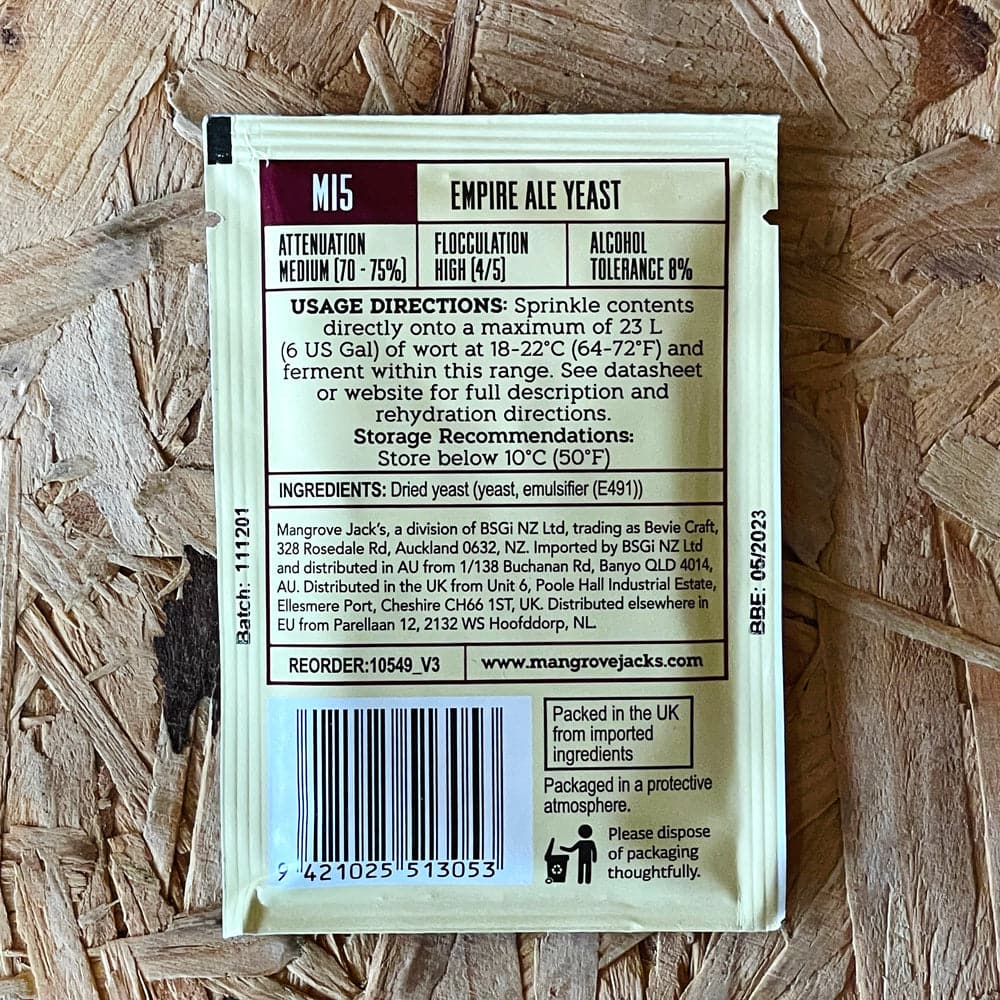 M15
EMPIRE ALE YEAST
ATTENUATION
MEDIUM (70 - 75%)
FLOCCULATION
HIGH (4/5)
ALCOHOL
TOLERANCE 8%
USAGE DIRECTIONS: Sprinkle contents
directly onto a maximum of 23 L
(6 US Gal) of wort at 18-22°C (64-72°F) and
ferment within this range. See datasheet
or website for full description and
rehydration directions.
Storage Recommendations:
Store below 10°C (50°F)
INGREDIENTS: Dried yeast (yeast, emulsifier (E491))
Mangrove Jack's, a division of BSGi NZ Ltd, trading as Bevie Craft,
328 Rosedale Rd, Auckland 0632, NZ. Imported by BSGi NZ Ltd
and distributed in AU from 1/138 Buchanan Rd, Banyo QLD 4014,
AU. Distributed in the UK from Unit 6, Poole Hall Industrial Estate,
Ellesmere Port, Cheshire CH66 1ST, UK. Distributed elsewhere in
EU from Parellaan 12, 2132 WS Hoofddorp, NL.
REORDER:10549_V3
www.mangrovejacks.com
Batch: 111201
BBE: 05/2023
9 421025 513053
Packed in the UK
from imported
ingredients
Packaged in a protective
atmosphere.
Please dispose
of packaging
thoughtfully.